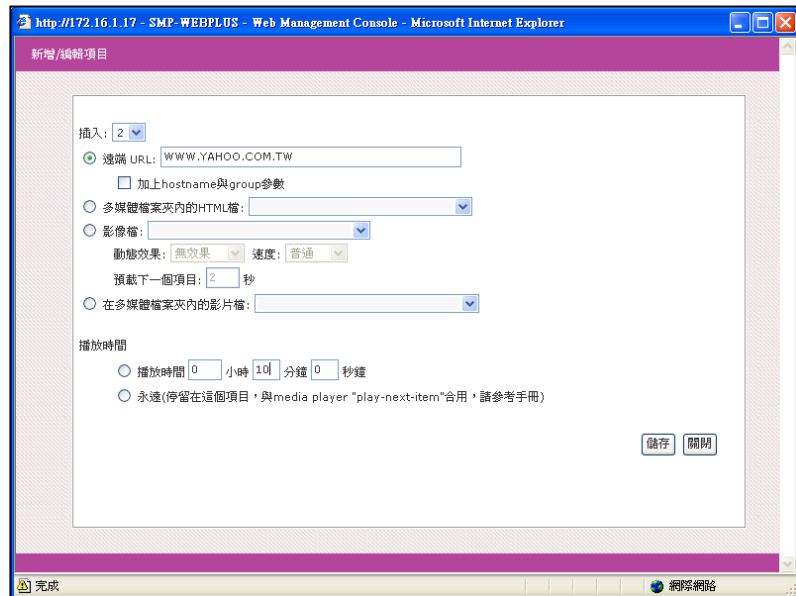 http://172.16.1.17 - SMP-WEBPLUS - Web Management Console - Microsoft Internet Explorer
新增/編輯項目
插入: 2
遠端 URL: WWW.YAHOO.COM.TW
加上hostname與group參數
多媒體檔案夾內的HTML檔:
影像檔:
動態效果: 無效果 速度: 普通
預載下一個項目: 2 秒
在多媒體檔案夾內的影片檔:
播放時間
播放時間 0 小時 10 分鐘 0 秒鐘
永遠(停留在這個項目，與media player "play-next-item"合用，請參考手冊)
儲存 關閉
完成 網際網路